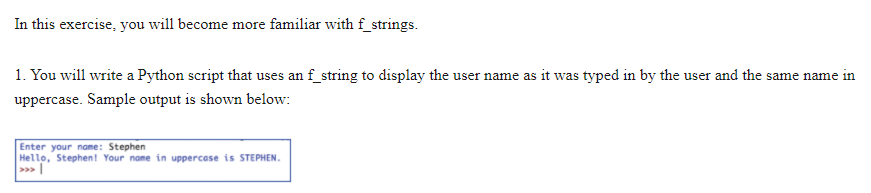 In this exercise, you will become more familiar with f_strings.
1. You will write a Python script that uses an f_string to display the user name as it was typed in by the user and the same name in
uppercase. Sample output is shown below:
Enter your name: Stephen
Hello, Stephen! Your name in uppercase is STEPHEN.
>>> |